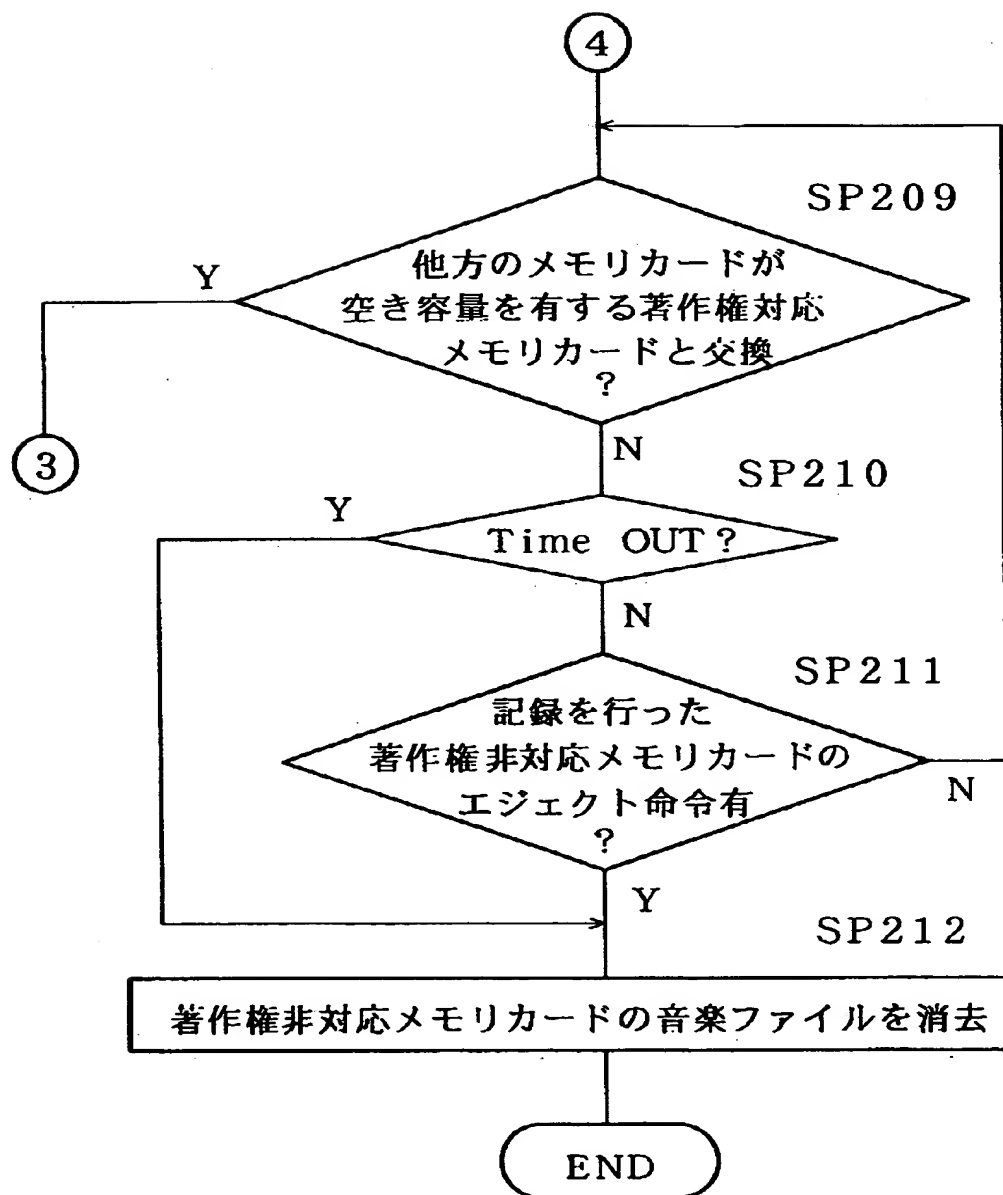 ④
SP209
他方のメモリカードが
空き容量を有する著作権対応
メモリカードと交換
?
Y
③
N
SP210
Y
Time OUT?
N
SP211
記録を行った
著作権非対応メモリカードの
エジェクト命令有
?
N
Y
SP212
著作権非対応メモリカードの音楽ファイルを消去
END